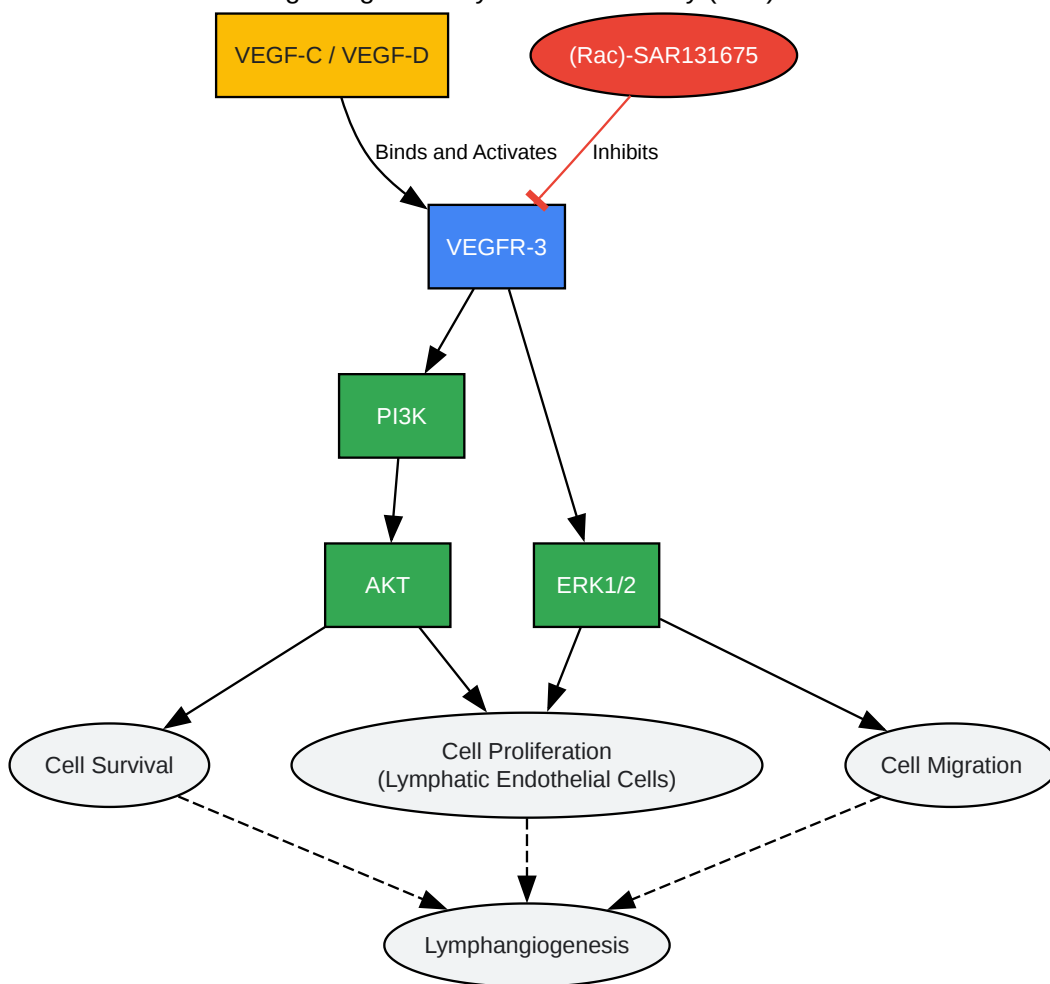 VEGF-C / VEGF-D
(Rac)-SAR131675
Binds and Activates
Inhibits
VEGFR-3
PI3K
AKT
ERK1/2
Cell Survival
Cell Proliferation
(Lymphatic Endothelial Cells)
Cell Migration
Lymphangiogenesis